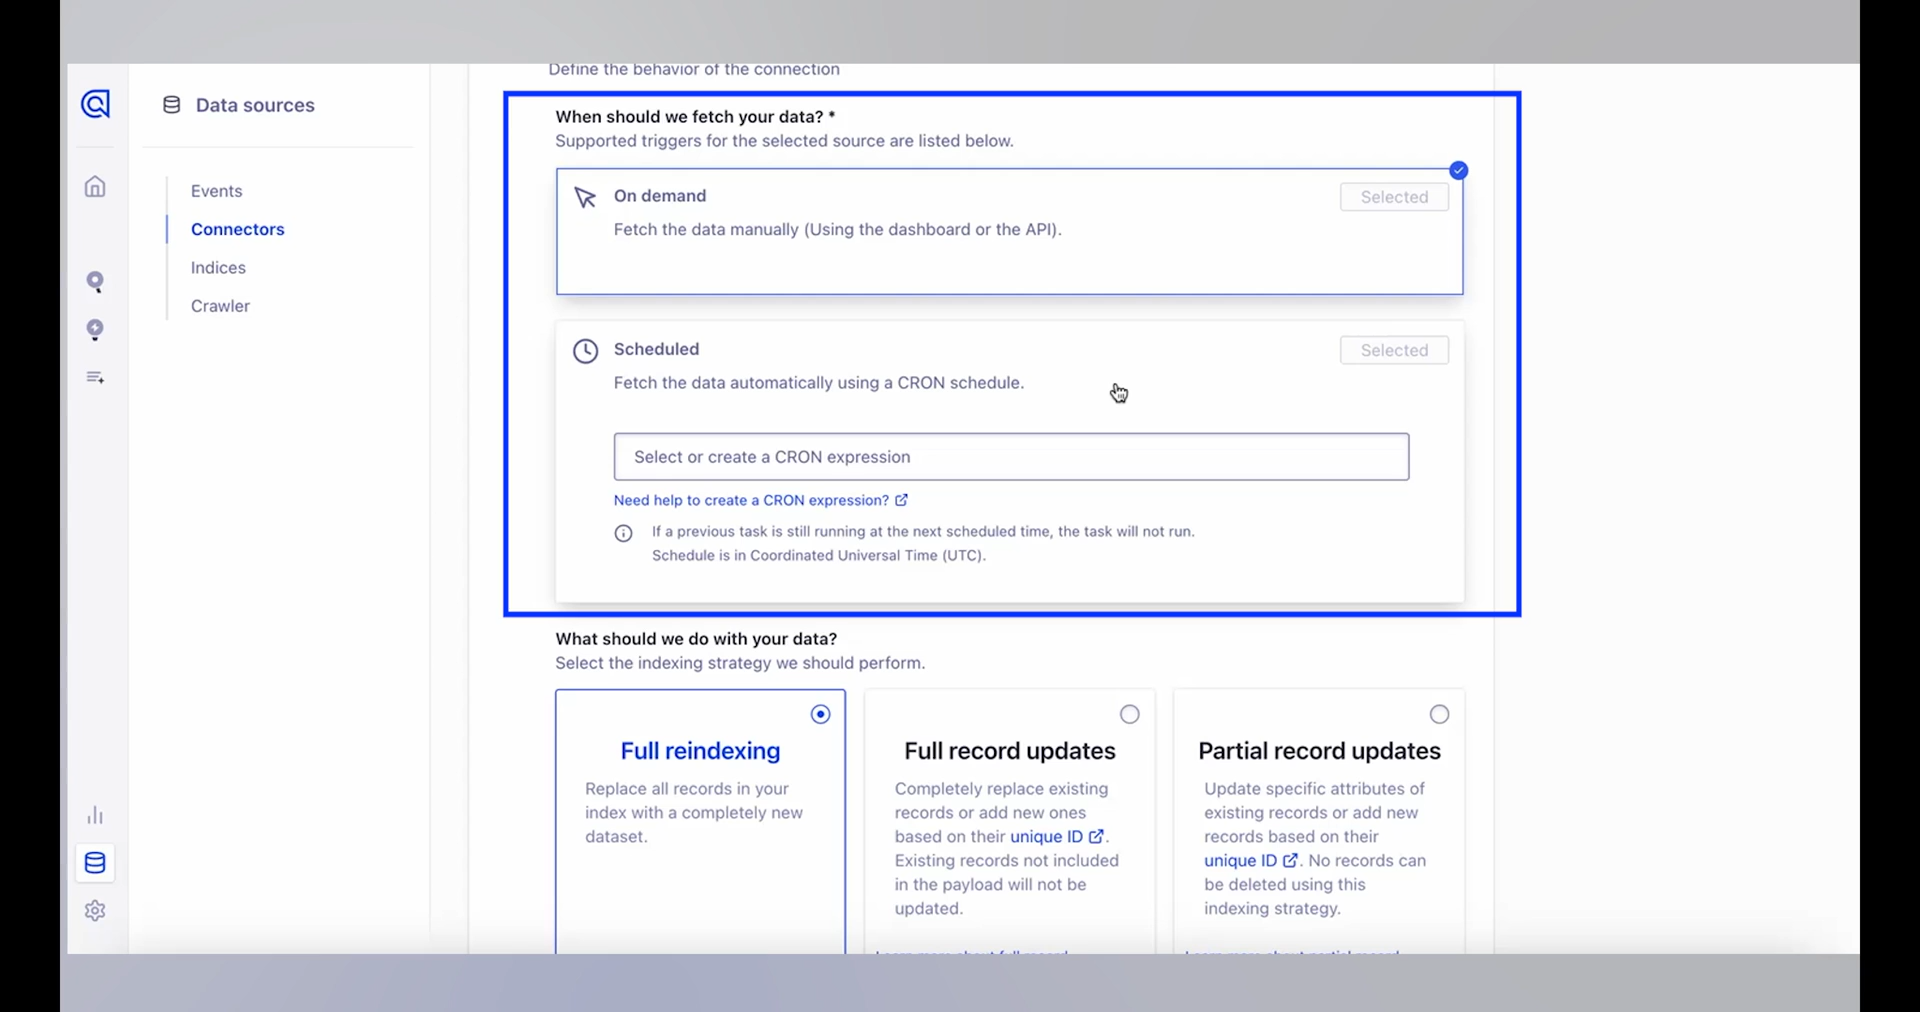 Define the behavior of the connection
Data sources
Events
Connectors
Indices
Crawler
When should we fetch your data? *
Supported triggers for the selected source are listed below.
On demand
Selected
Fetch the data manually (Using the dashboard or the API).
Scheduled
Selected
Fetch the data automatically using a CRON schedule.
Select or create a CRON expression
Need help to create a CRON expression?
If a previous task is still running at the next scheduled time, the task will not run.
Schedule is in Coordinated Universal Time (UTC).
What should we do with your data?
Select the indexing strategy we should perform.
Full reindexing
Replace all records in your
index with a completely new
dataset.
Full record updates
Completely replace existing
records or add new ones
based on their unique ID .
Existing records not included
in the payload will not be
updated.
Partial record updates
Update specific attributes of
existing records or add new
records based on their
unique ID . No records can
be deleted using this
indexing strategy.